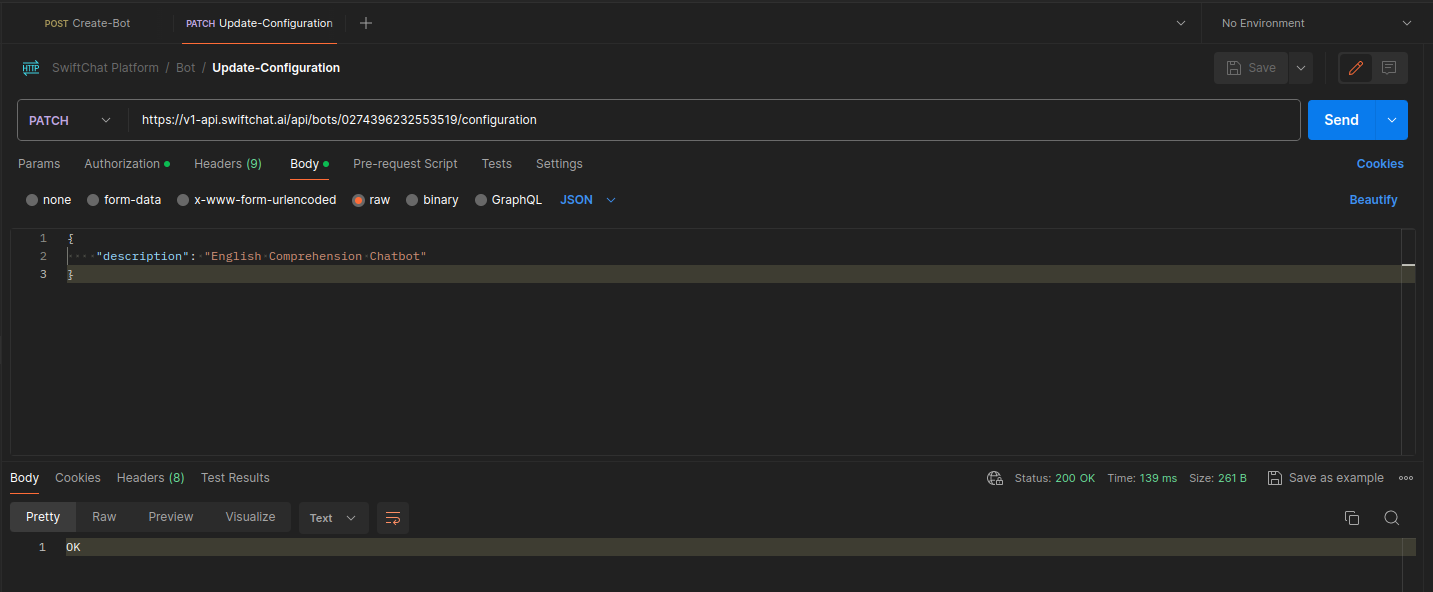 POST Create-Bot PATCH Update-Configuration No Environment
HTTP SwiftChat Platform / Bot / Update-Configuration Save
PATCH https://v1-api.swiftchat.ai/api/bots/0274396232553519/configuration Send
Params Authorization Headers (9) Body Pre-request Script Tests Settings Cookies
none form-data x-www-form-urlencoded raw binary GraphQL JSON Beautify
1 {
2 "description": "English Comprehension Chatbot"
3 }
Body Cookies Headers (8) Test Results Status: 200 OK Time: 139 ms Size: 261 B Save as example
Pretty Raw Preview Visualize Text
1 OK